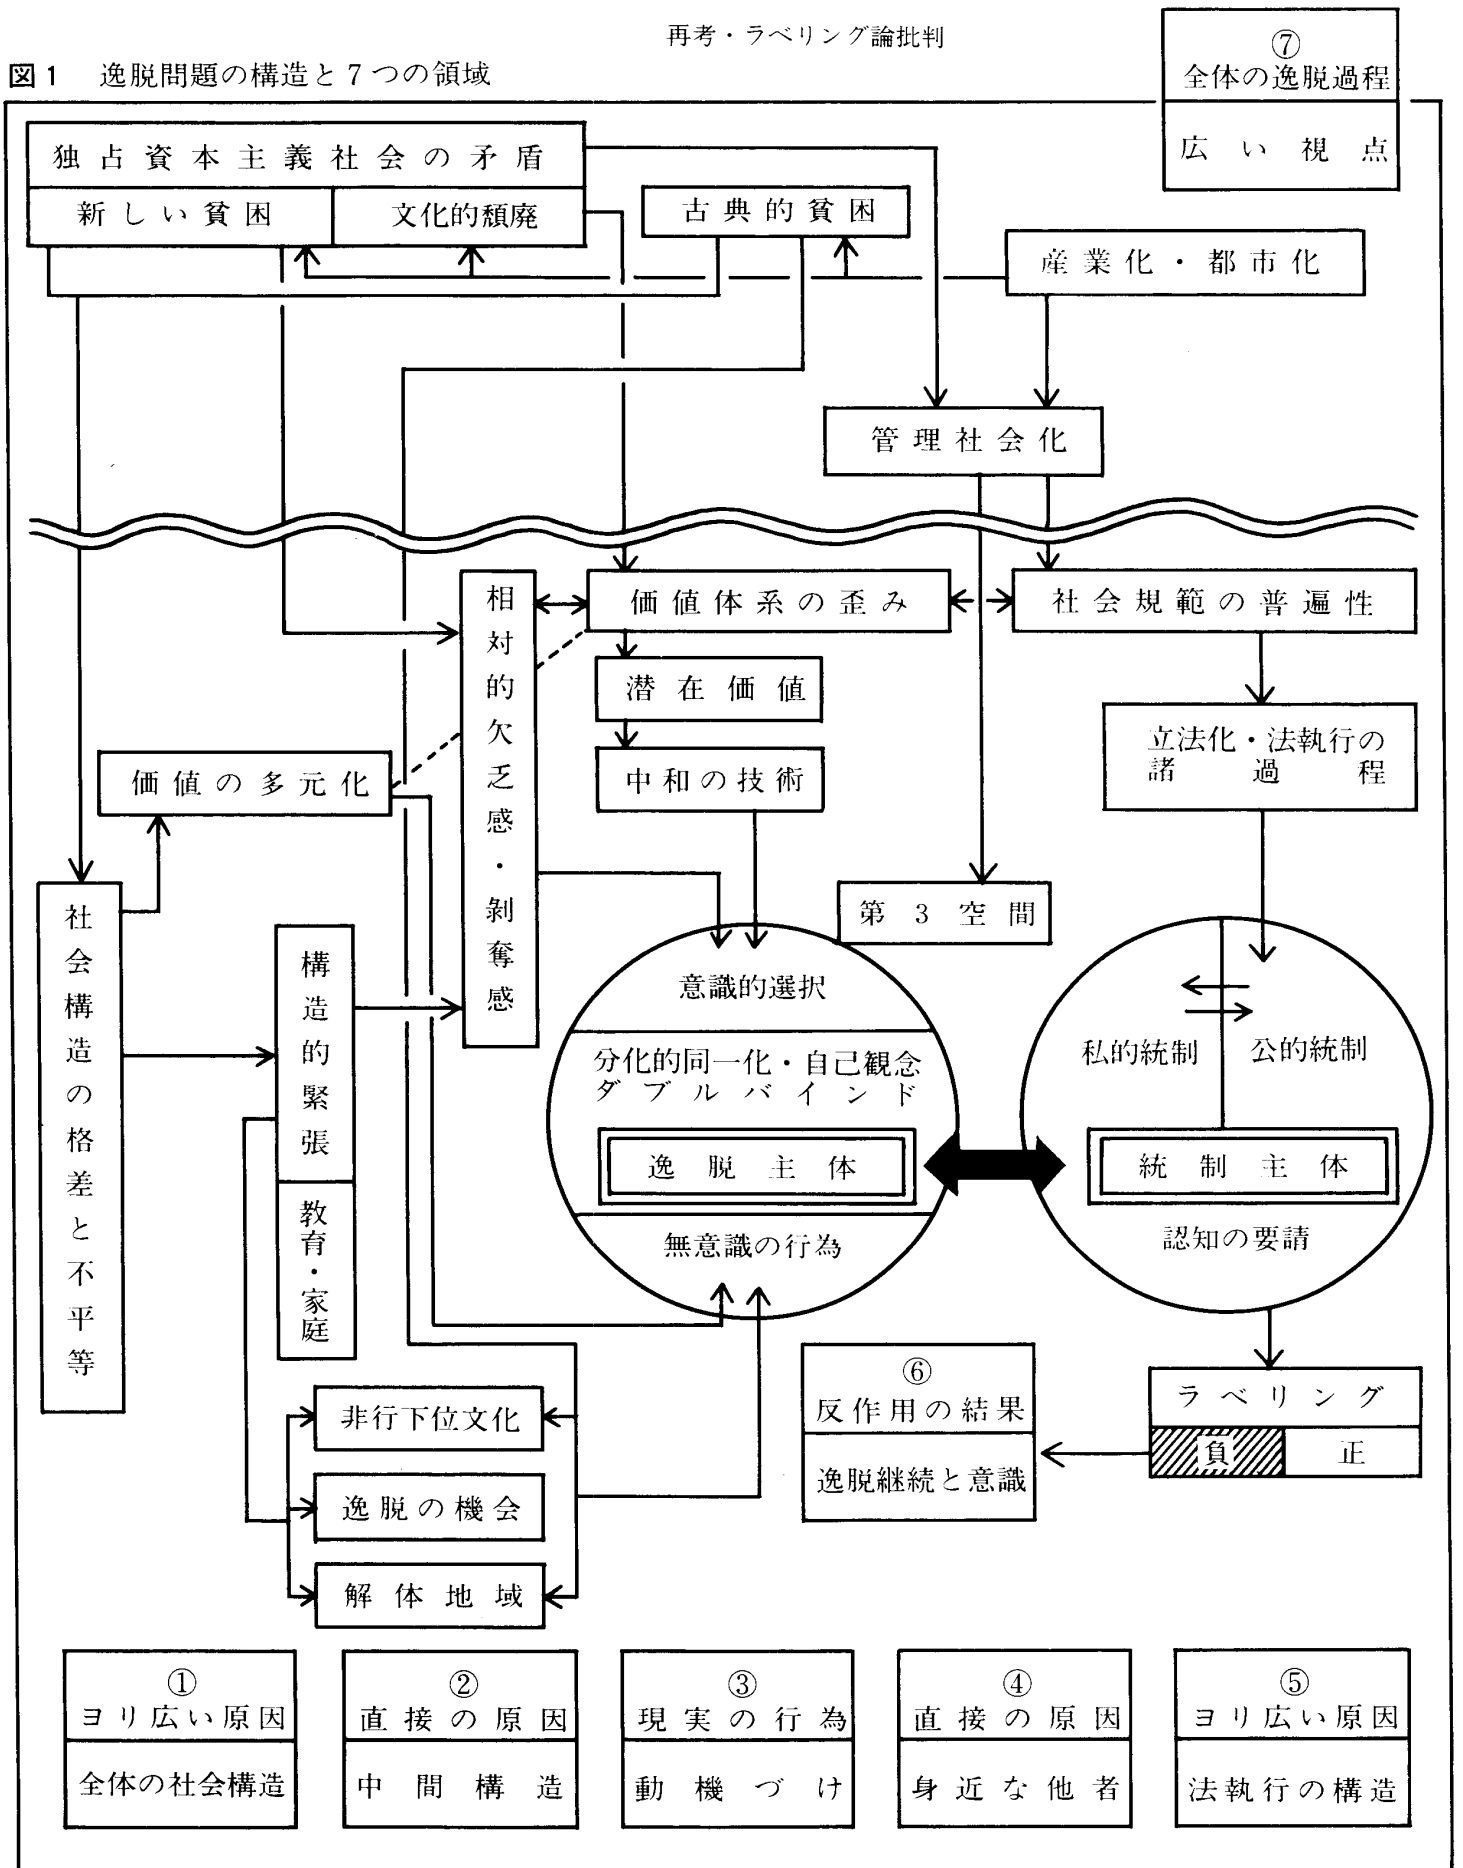 再考・ラベリング論批判
図1　逸脱問題の構造と7つの領域
⑦
全体の逸脱過程
広い視点
独占資本主義社会の矛盾
新しい貧困
文化的頽廃
古典的貧困
産業化・都市化
管理社会化
相対的欠乏感・剝奪感
価値体系の歪み
社会規範の普遍性
潜在価値
中和の技術
立法化・法執行の
諸過程
価値の多元化
社会構造の格差と不平等
構造的緊張
教育・家庭
第3空間
意識的選択
分化的同一化・自己観念
ダブルバインド
逸脱主体
無意識の行為
私的統制
公的統制
統制主体
認知の要請
非行下位文化
逸脱の機会
解体地域
⑥
反作用の結果
逸脱継続と意識
ラベリング
負
正
①
ヨリ広い原因
全体の社会構造
②
直接の原因
中間構造
③
現実の行為
動機づけ
④
直接の原因
身近な他者
⑤
ヨリ広い原因
法執行の構造